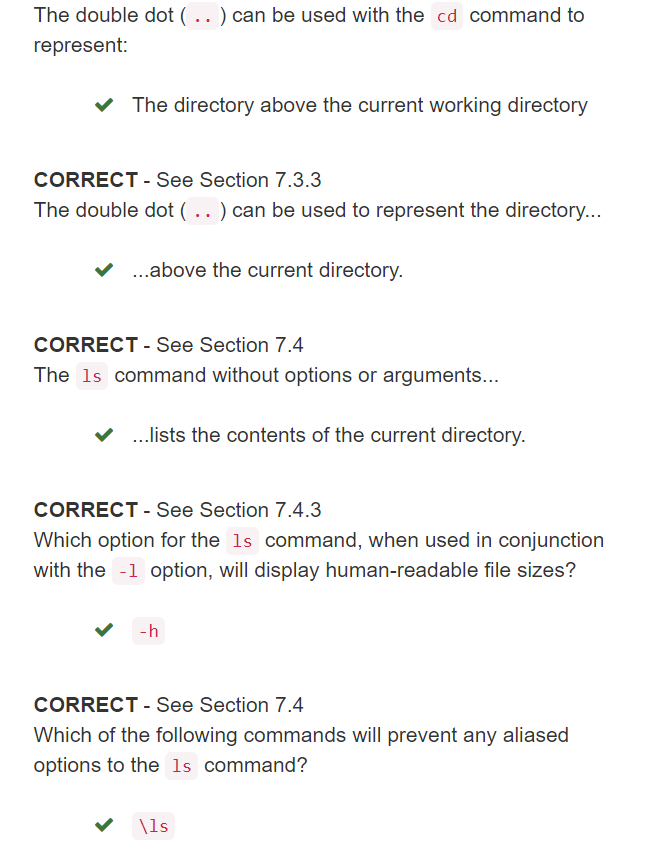 The double dot ( .. ) can be used with the cd command to
represent:
The directory above the current working directory
CORRECT - See Section 7.3.3
The double dot ( .. ) can be used to represent the directory...
...above the current directory.
CORRECT - See Section 7.4
The ls command without options or arguments...
...lists the contents of the current directory.
CORRECT - See Section 7.4.3
Which option for the ls command, when used in conjunction
with the -l option, will display human-readable file sizes?
-h
CORRECT - See Section 7.4
Which of the following commands will prevent any aliased
options to the ls command?
\ls